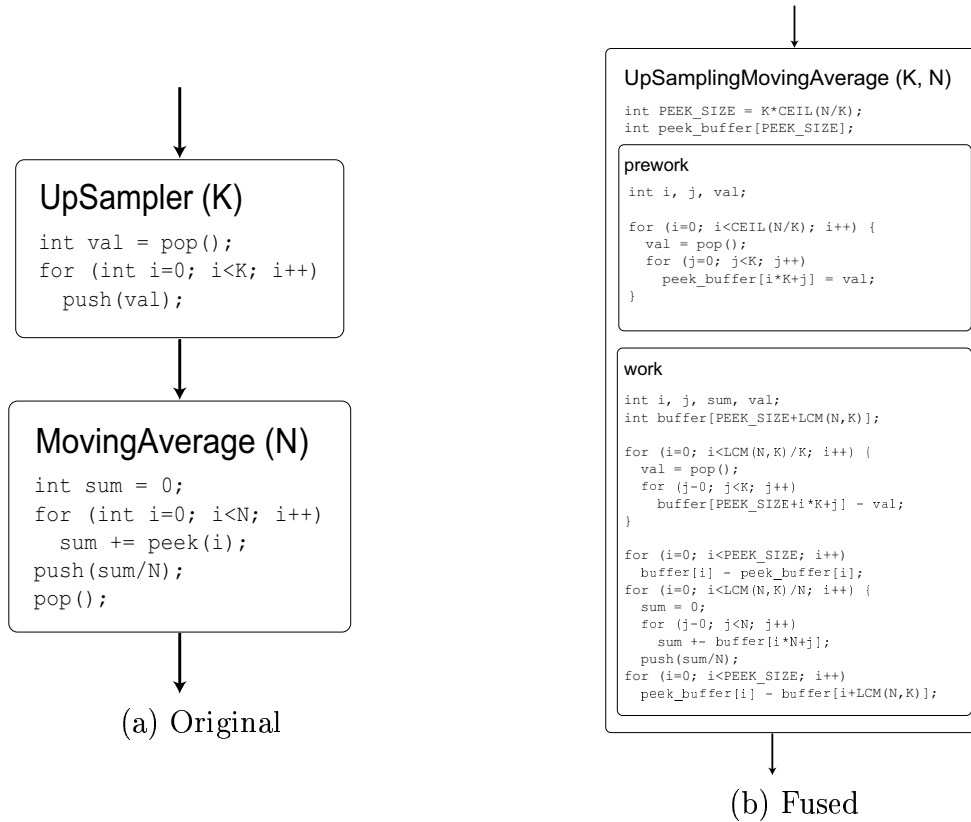 UpSampler (K)
int val = pop();
for (int i=0; i<K; i++)
push(val);
MovingAverage (N)
int sum = 0;
for (int i=0; i<N; i++)
sum += peek(i);
push(sum/N);
pop();
(a) Original
UpSamplingMovingAverage (K, N)
int PEEK_SIZE = K*CEIL(N/K);
int peek_buffer[PEEK_SIZE];
prework
int i, j, val;
for (i=0; i<CEIL(N/K); i++) {
val = pop();
for (j=0; j<K; j++)
peek_buffer[i*K+j] = val;
}
work
int i, j, sum, val;
int buffer[PEEK_SIZE+LCM(N,K)];
for (i=0; i<LCM(N,K)/K; i++) {
val = pop();
for (j-0; j<K; j++)
buffer[PEEK_SIZE+i*K+j] - val;
}
for (i=0; i<PEEK_SIZE; i++)
buffer[i] - peek_buffer[i];
for (i=0; i<LCM(N,K)/N; i++) {
sum = 0;
for (j-0; j<N; j++)
sum +- buffer[i*N+j];
push(sum/N);
for (i=0; i<PEEK_SIZE; i++)
peek_buffer[i] - buffer[i+LCM(N,K)];
(b) Fused